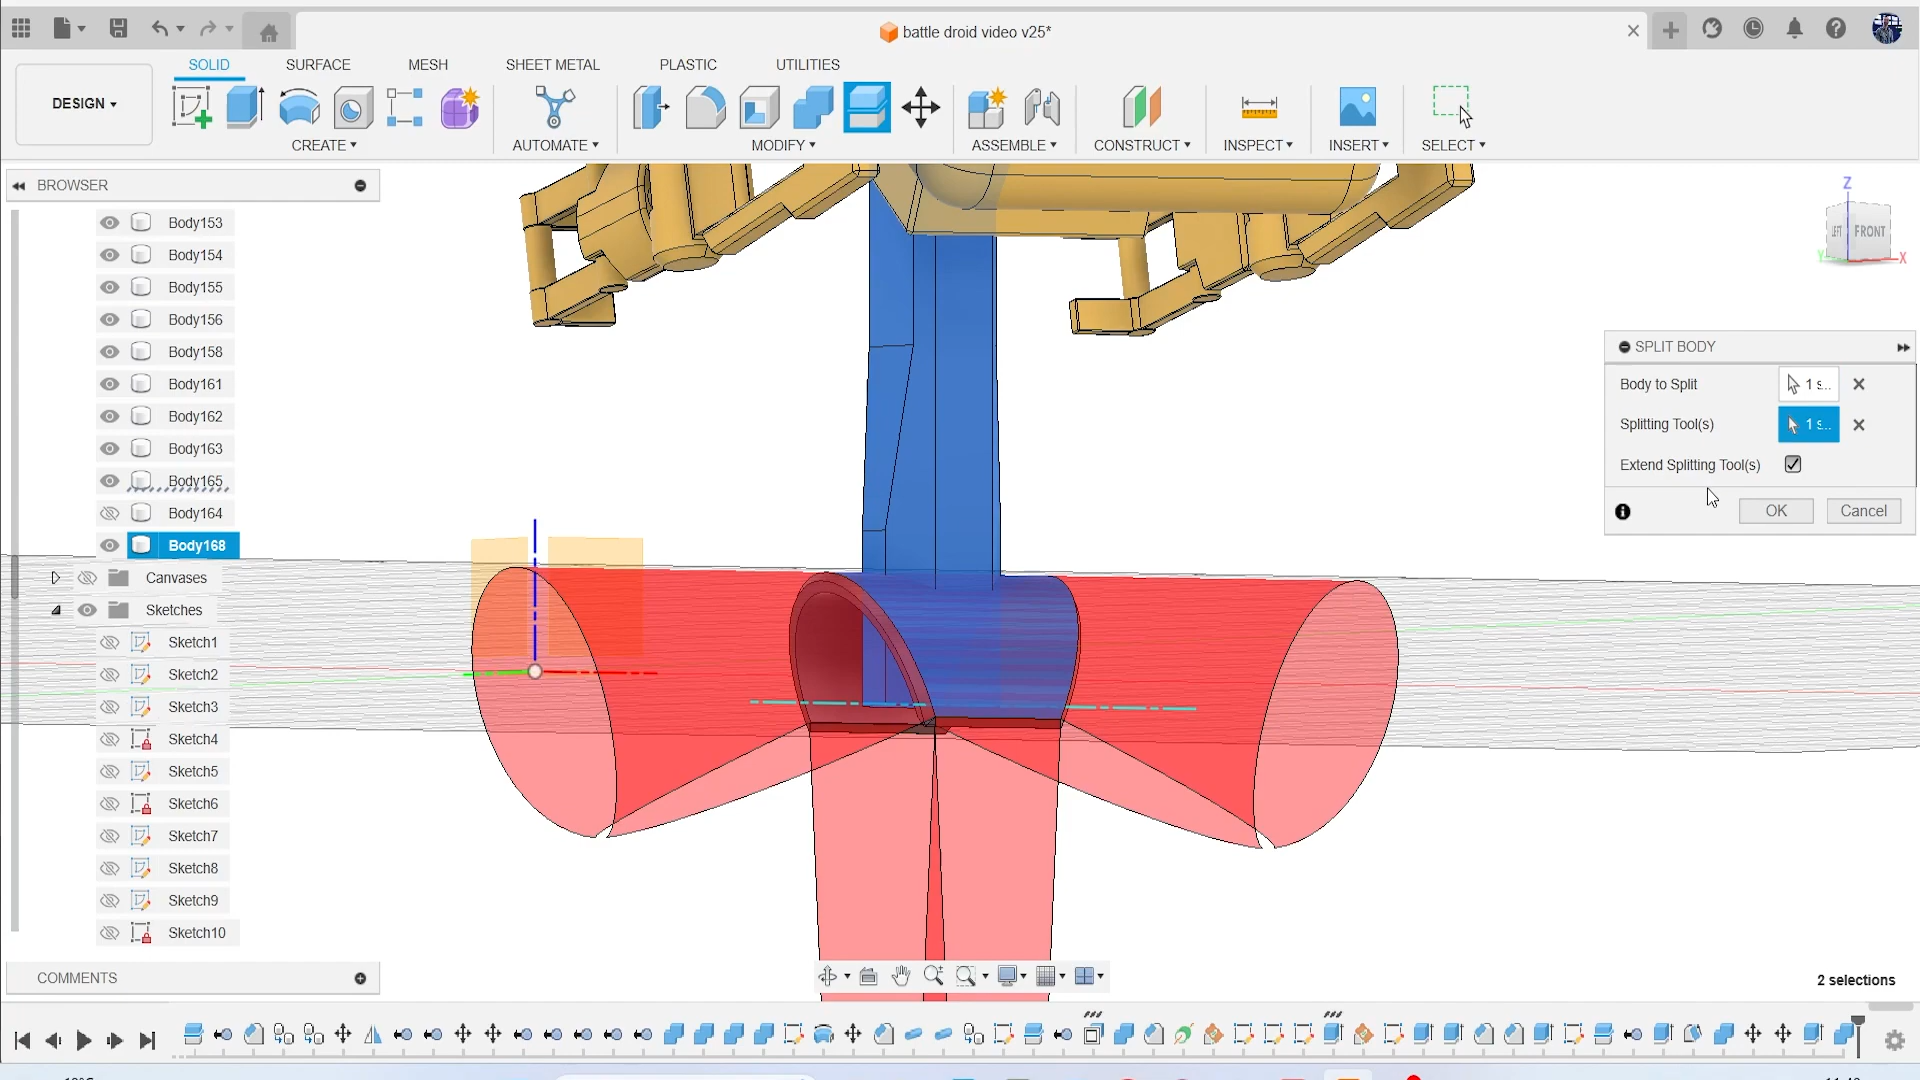 battle droid video v25*
SOLID SURFACE MESH SHEET METAL PLASTIC UTILITIES
DESIGN
CREATE AUTOMATE MODIFY ASSEMBLE CONSTRUCT INSPECT INSERT SELECT
BROWSER
Body153
Body154
Body155
Body156
Body158
Body161
Body162
Body163
Body165
Body164
Body168
Canvases
Sketches
Sketch1
Sketch2
Sketch3
Sketch4
Sketch5
Sketch6
Sketch7
Sketch8
Sketch9
Sketch10
COMMENTS
Z
LEFT FRONT
Y X
SPLIT BODY
Body to Split 1 s...
Splitting Tool(s) 1 s...
Extend Splitting Tool(s)
OK Cancel
2 selections